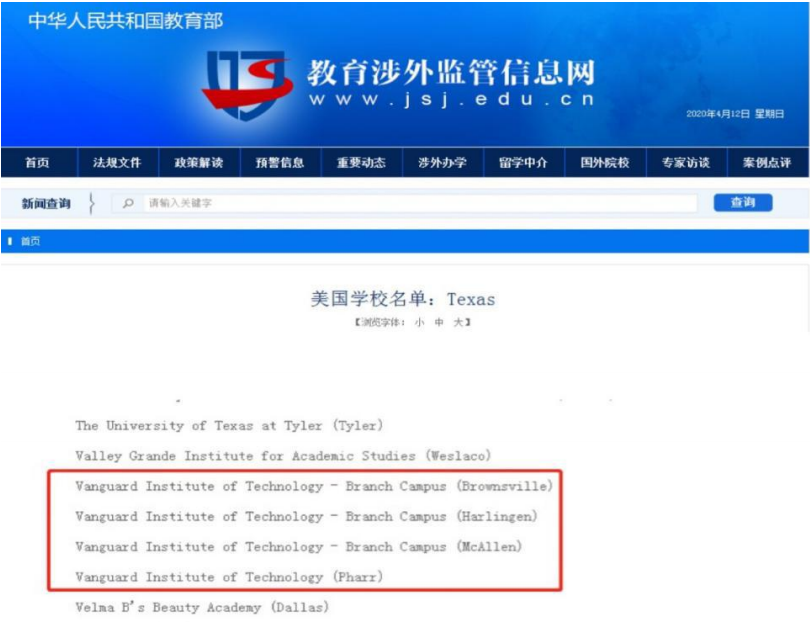 中华人民共和国教育部
教育涉外监管信息网
www.jsj.edu.cn
2020年4月12日 星期日
首页 法规文件 政策解读 预警信息 重要动态 涉外办学 留学中介 国外院校 专家访谈 案例点评
新闻查询 请输入关键字 查询
首页
美国学校名单：Texas
【浏览字体： 小 中 大】
The University of Texas at Tyler (Tyler)
Valley Grande Institute for Academic Studies (Weslaco)
Vanguard Institute of Technology - Branch Campus (Brownsville)
Vanguard Institute of Technology - Branch Campus (Harlingen)
Vanguard Institute of Technology - Branch Campus (McAllen)
Vanguard Institute of Technology (Pharr)
Velma B's Beauty Academy (Dallas)